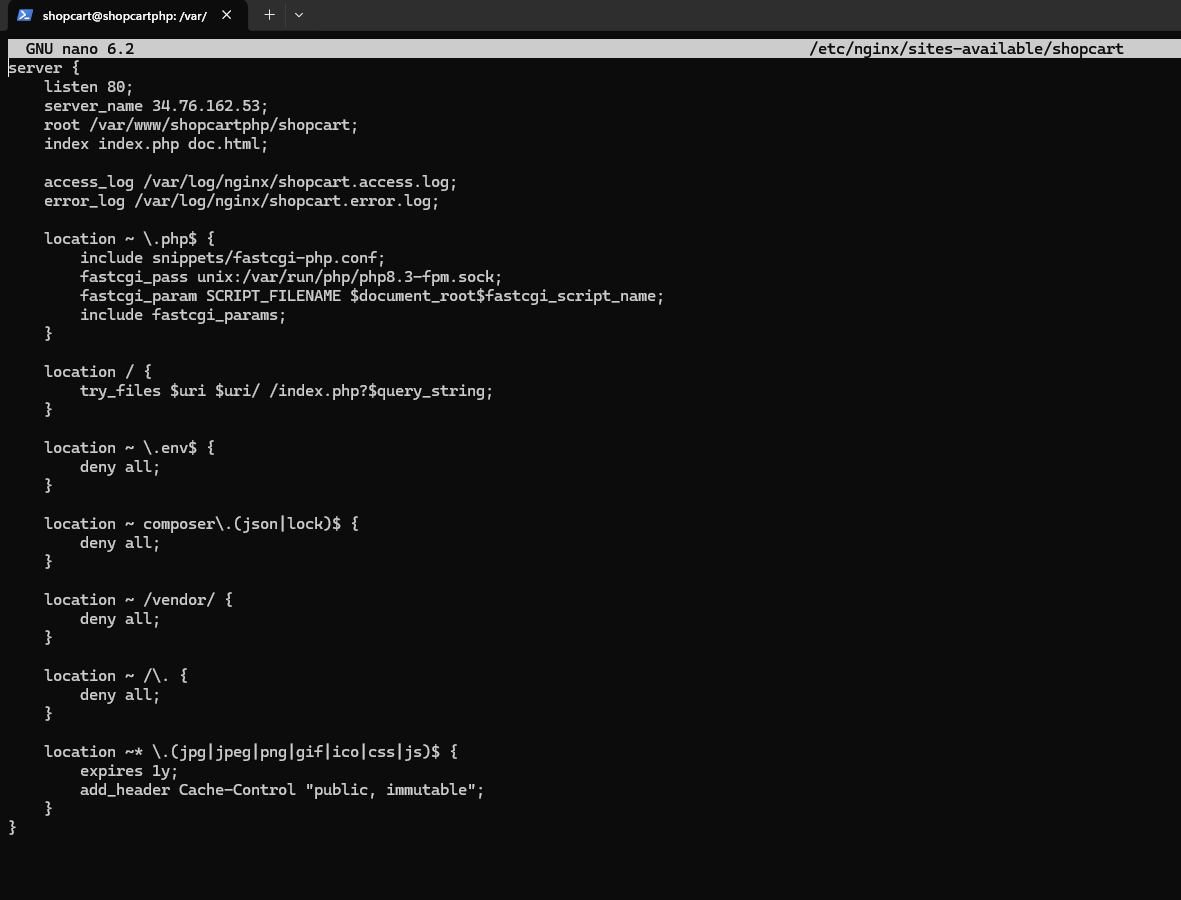 shopcart@shopcartphp: /var/
GNU nano 6.2 /etc/nginx/sites-available/shopcart
server {
    listen 80;
    server_name 34.76.162.53;
    root /var/www/shopcartphp/shopcart;
    index index.php doc.html;

    access_log /var/log/nginx/shopcart.access.log;
    error_log /var/log/nginx/shopcart.error.log;

    location ~ \.php$ {
        include snippets/fastcgi-php.conf;
        fastcgi_pass unix:/var/run/php/php8.3-fpm.sock;
        fastcgi_param SCRIPT_FILENAME $document_root$fastcgi_script_name;
        include fastcgi_params;
    }

    location / {
        try_files $uri $uri/ /index.php?$query_string;
    }

    location ~ \.env$ {
        deny all;
    }

    location ~ composer\.(json|lock)$ {
        deny all;
    }

    location ~ /vendor/ {
        deny all;
    }

    location ~ /\. {
        deny all;
    }

    location ~* \.(jpg|jpeg|png|gif|ico|css|js)$ {
        expires 1y;
        add_header Cache-Control "public, immutable";
    }
}